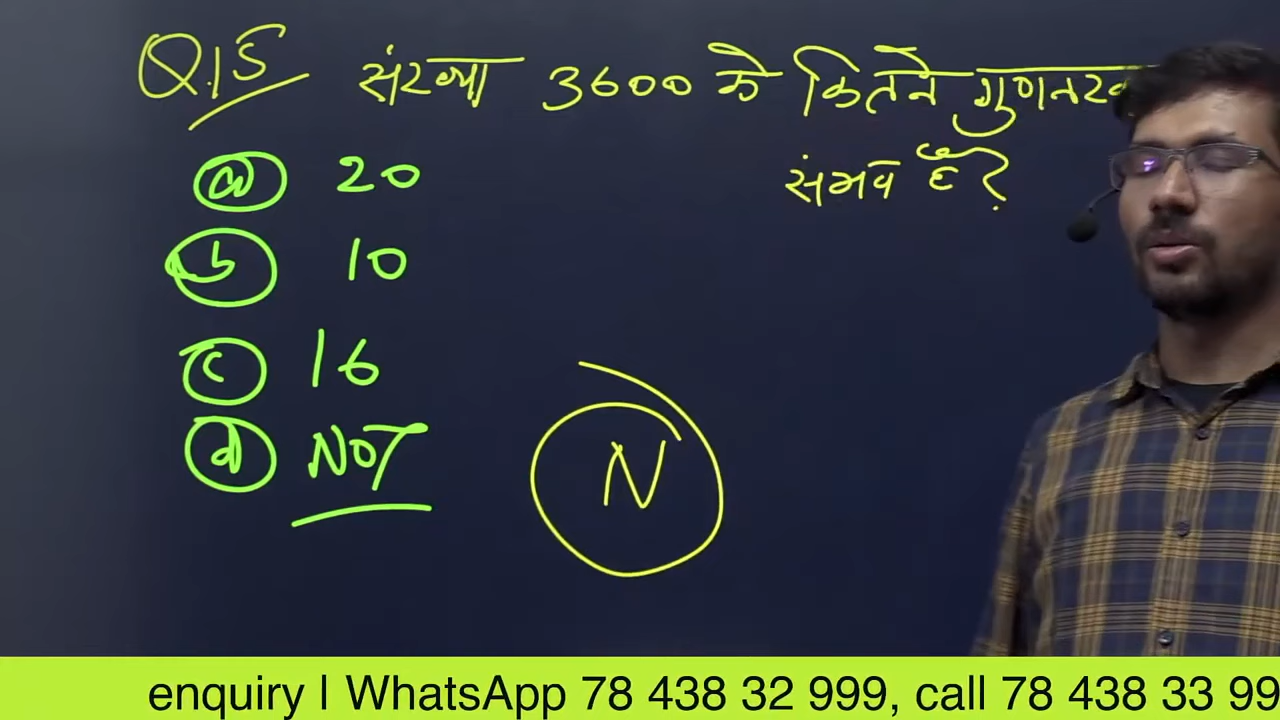 Q.15 संख्या 3600 के कितने
संभव है?
(a) 20
(b) 10
(c) 16
(d) NOT
N
enquiry I WhatsApp 78 438 32 999, call 78 438 33 99